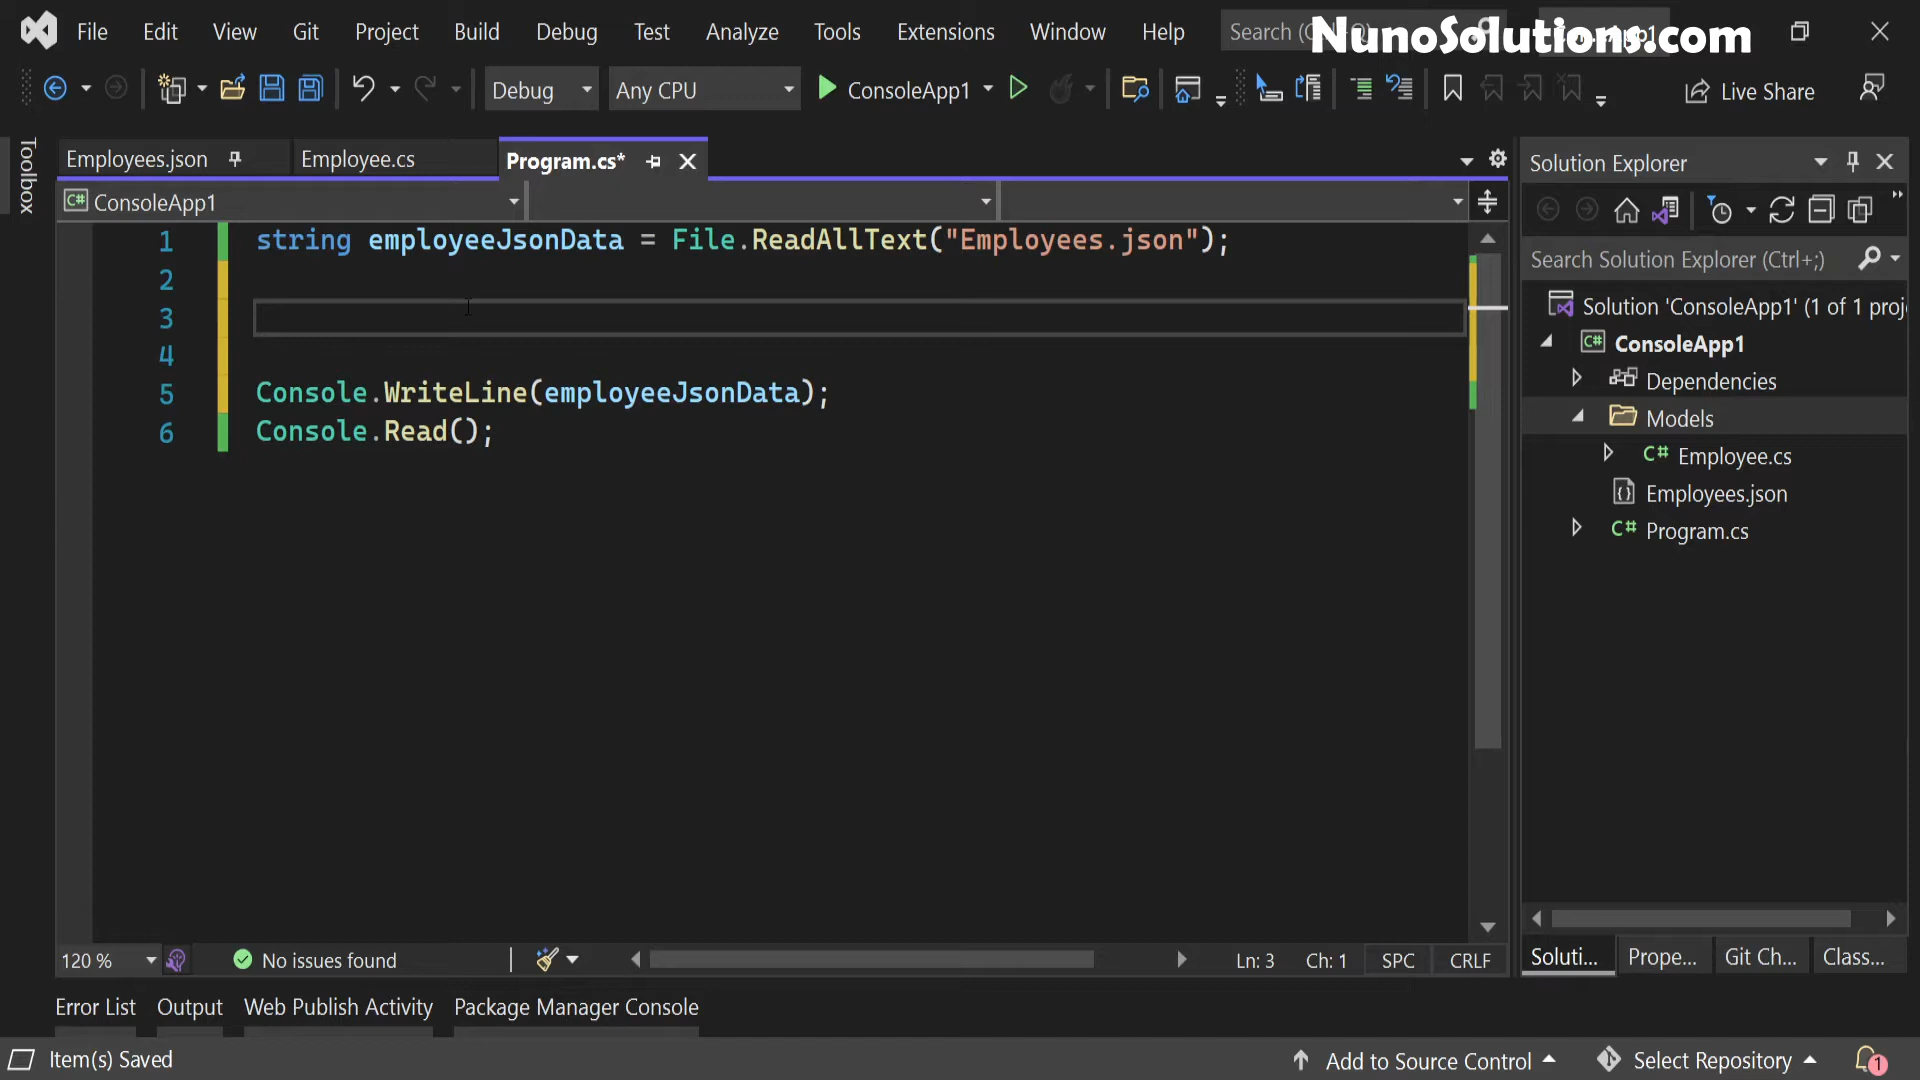 File Edit View Git Project Build Debug Test Analyze Tools Extensions Window Help Search (Ctrl+Q)
NunoSolutions.com
Debug Any CPU ConsoleApp1 Live Share
Toolbox
Employees.json Employee.cs Program.cs*
C# ConsoleApp1
1 string employeeJsonData = File.ReadAllText("Employees.json");
2
3
4
5 Console.WriteLine(employeeJsonData);
6 Console.Read();
Solution Explorer
Search Solution Explorer (Ctrl+;)
Solution 'ConsoleApp1' (1 of 1 proj
C# ConsoleApp1
Dependencies
Models
C# Employee.cs
Employees.json
C# Program.cs
120 % No issues found Ln: 3 Ch: 1 SPC CRLF
Soluti... Prope... Git Ch... Class...
Error List Output Web Publish Activity Package Manager Console
Item(s) Saved Add to Source Control Select Repository 1